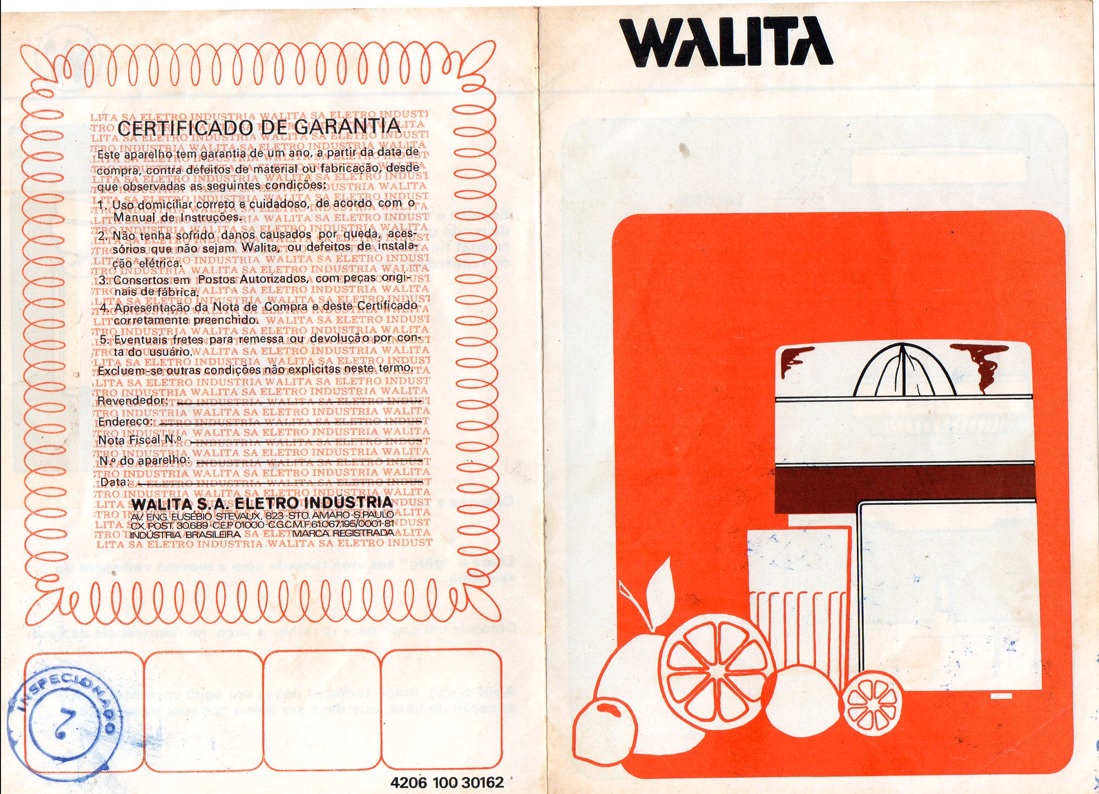 CERTIFICADO DE GARANTIA
Este aparelho tem garantia de um ano, a partir da data de
compra, contra defeitos de material ou fabricação, desde
que observadas as seguintes condições:
1. Uso domiciliar correto e cuidadoso, de acordo com o
Manual de Instruções.
2. Não tenha sofrido danos causados por queda, aces-
sórios que não sejam Walita, ou defeitos de instala-
ção elétrica.
3. Consertos em Postos Autorizados, com peças origi-
nais de fábrica.
4. Apresentação da Nota de Compra e deste Certificado
corretamente preenchido.
5. Eventuais fretes para remessa ou devolução por con-
ta do usuário.
Excluem-se outras condições não explicitas neste termo.
Revendedor:
Endereço:
Nota Fiscal N.º
N.º do aparelho:
Data:
WALITA S.A. ELETRO INDÚSTRIA
AV. ENG. EUSÉBIO STEVAUX, 823 - STO. AMARO - S.PAULO
CX. POST. 30.689 - CEP 01000 - C.G.C.M.F. 61.067.195/0001-81
INDÚSTRIA BRASILEIRA MARCA REGISTRADA
INSPECIONADO
4206 100 30162
WALITA